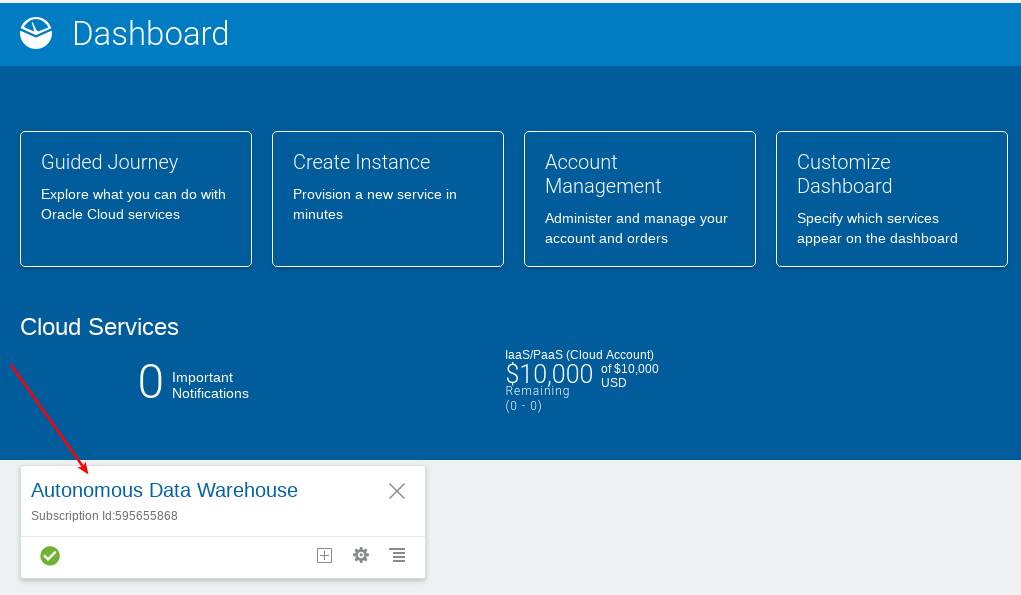 Dashboard
Guided Journey
Explore what you can do with
Oracle Cloud services
Create Instance
Provision a new service in
minutes
Account
Management
Administer and manage your
account and orders
Customize
Dashboard
Specify which services
appear on the dashboard
Cloud Services
0 Important
Notifications
IaaS/PaaS (Cloud Account)
$10,000 of $10,000
USD
Remaining
(0 - 0)
Autonomous Data Warehouse
Subscription Id:595655868